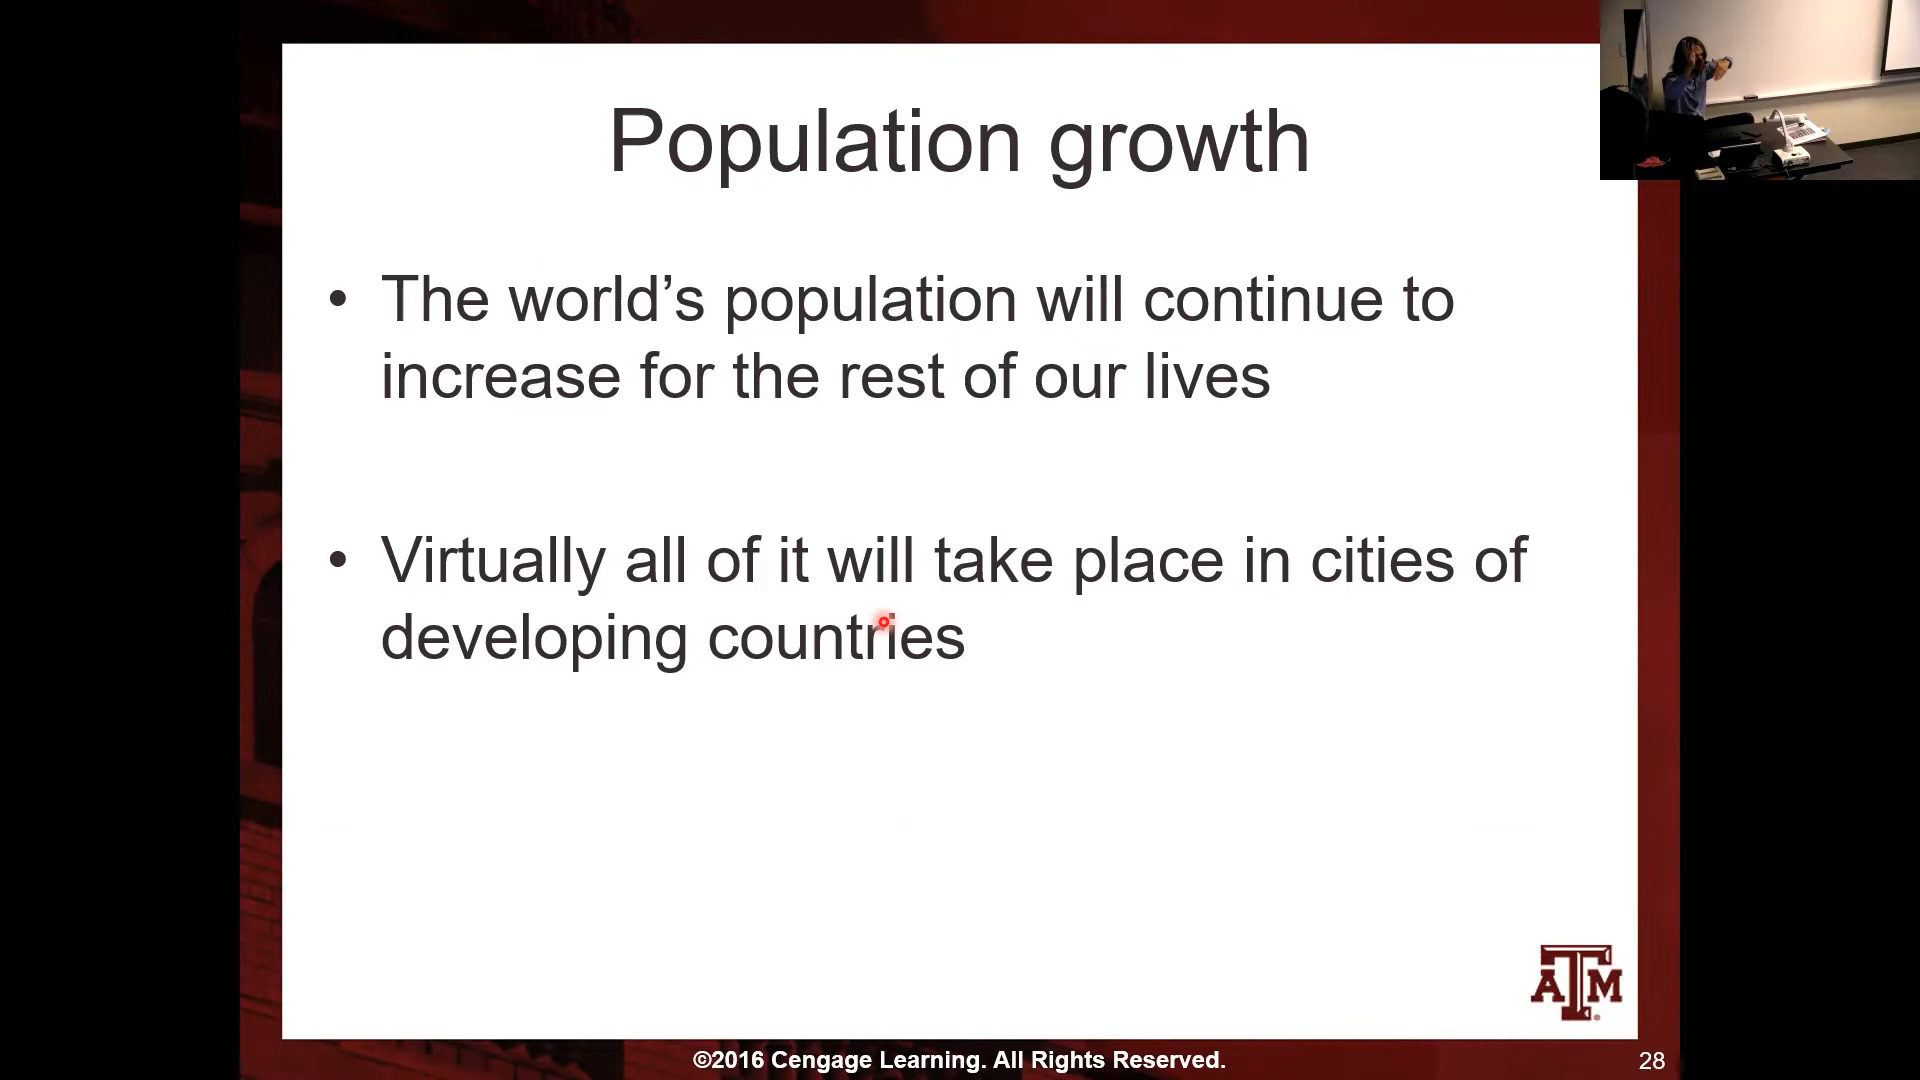 Population growth
• The world’s population will continue to
increase for the rest of our lives
• Virtually all of it will take place in cities of
developing countries
ATM
©2016 Cengage Learning. All Rights Reserved.
28